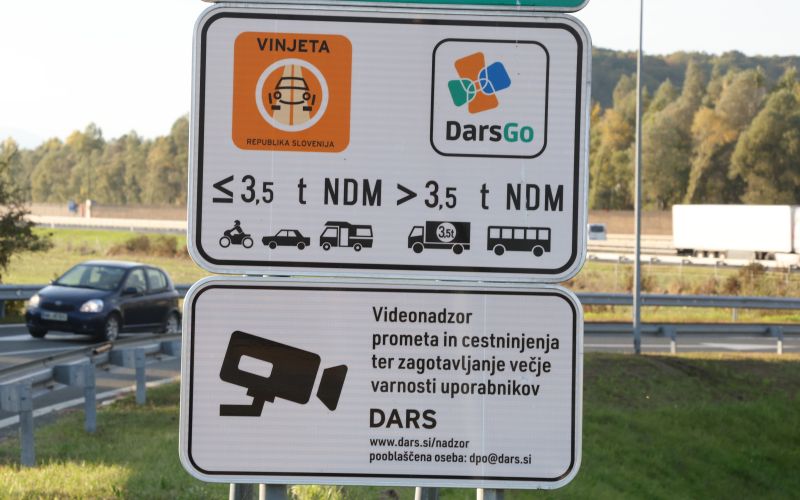 VINJETA
REPUBLIKA SLOVENIJA
DarsGo
≤ 3,5 t NDM > 3,5 t NDM
3,5t
Videonadzor
prometa in cestninjenja
ter zagotavljanje večje
varnosti uporabnikov
DARS
www.dars.si/nadzor
pooblaščena oseba: dpo@dars.si